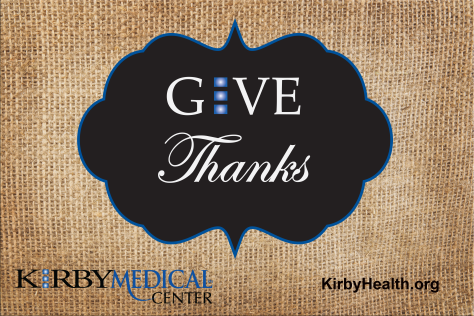 GIVE
Thanks
KIRBYMEDICAL
CENTER
KirbyHealth.org